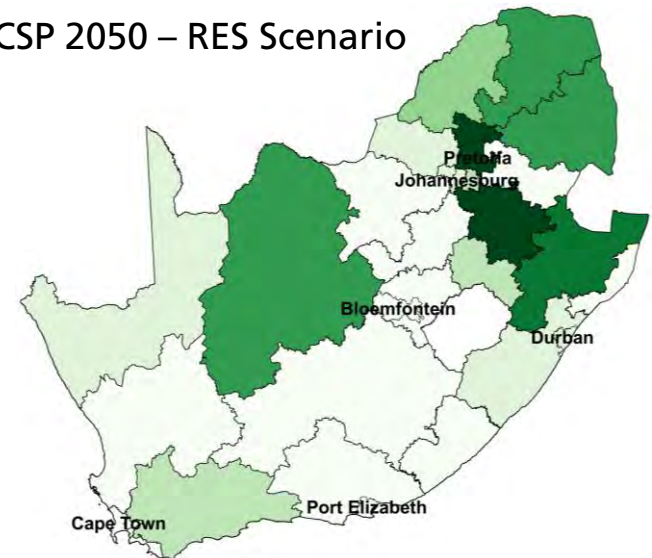 CSP 2050 – RES Scenario
Pretoria
Johannesburg
Bloemfontein
Durban
Port Elizabeth
Cape Town